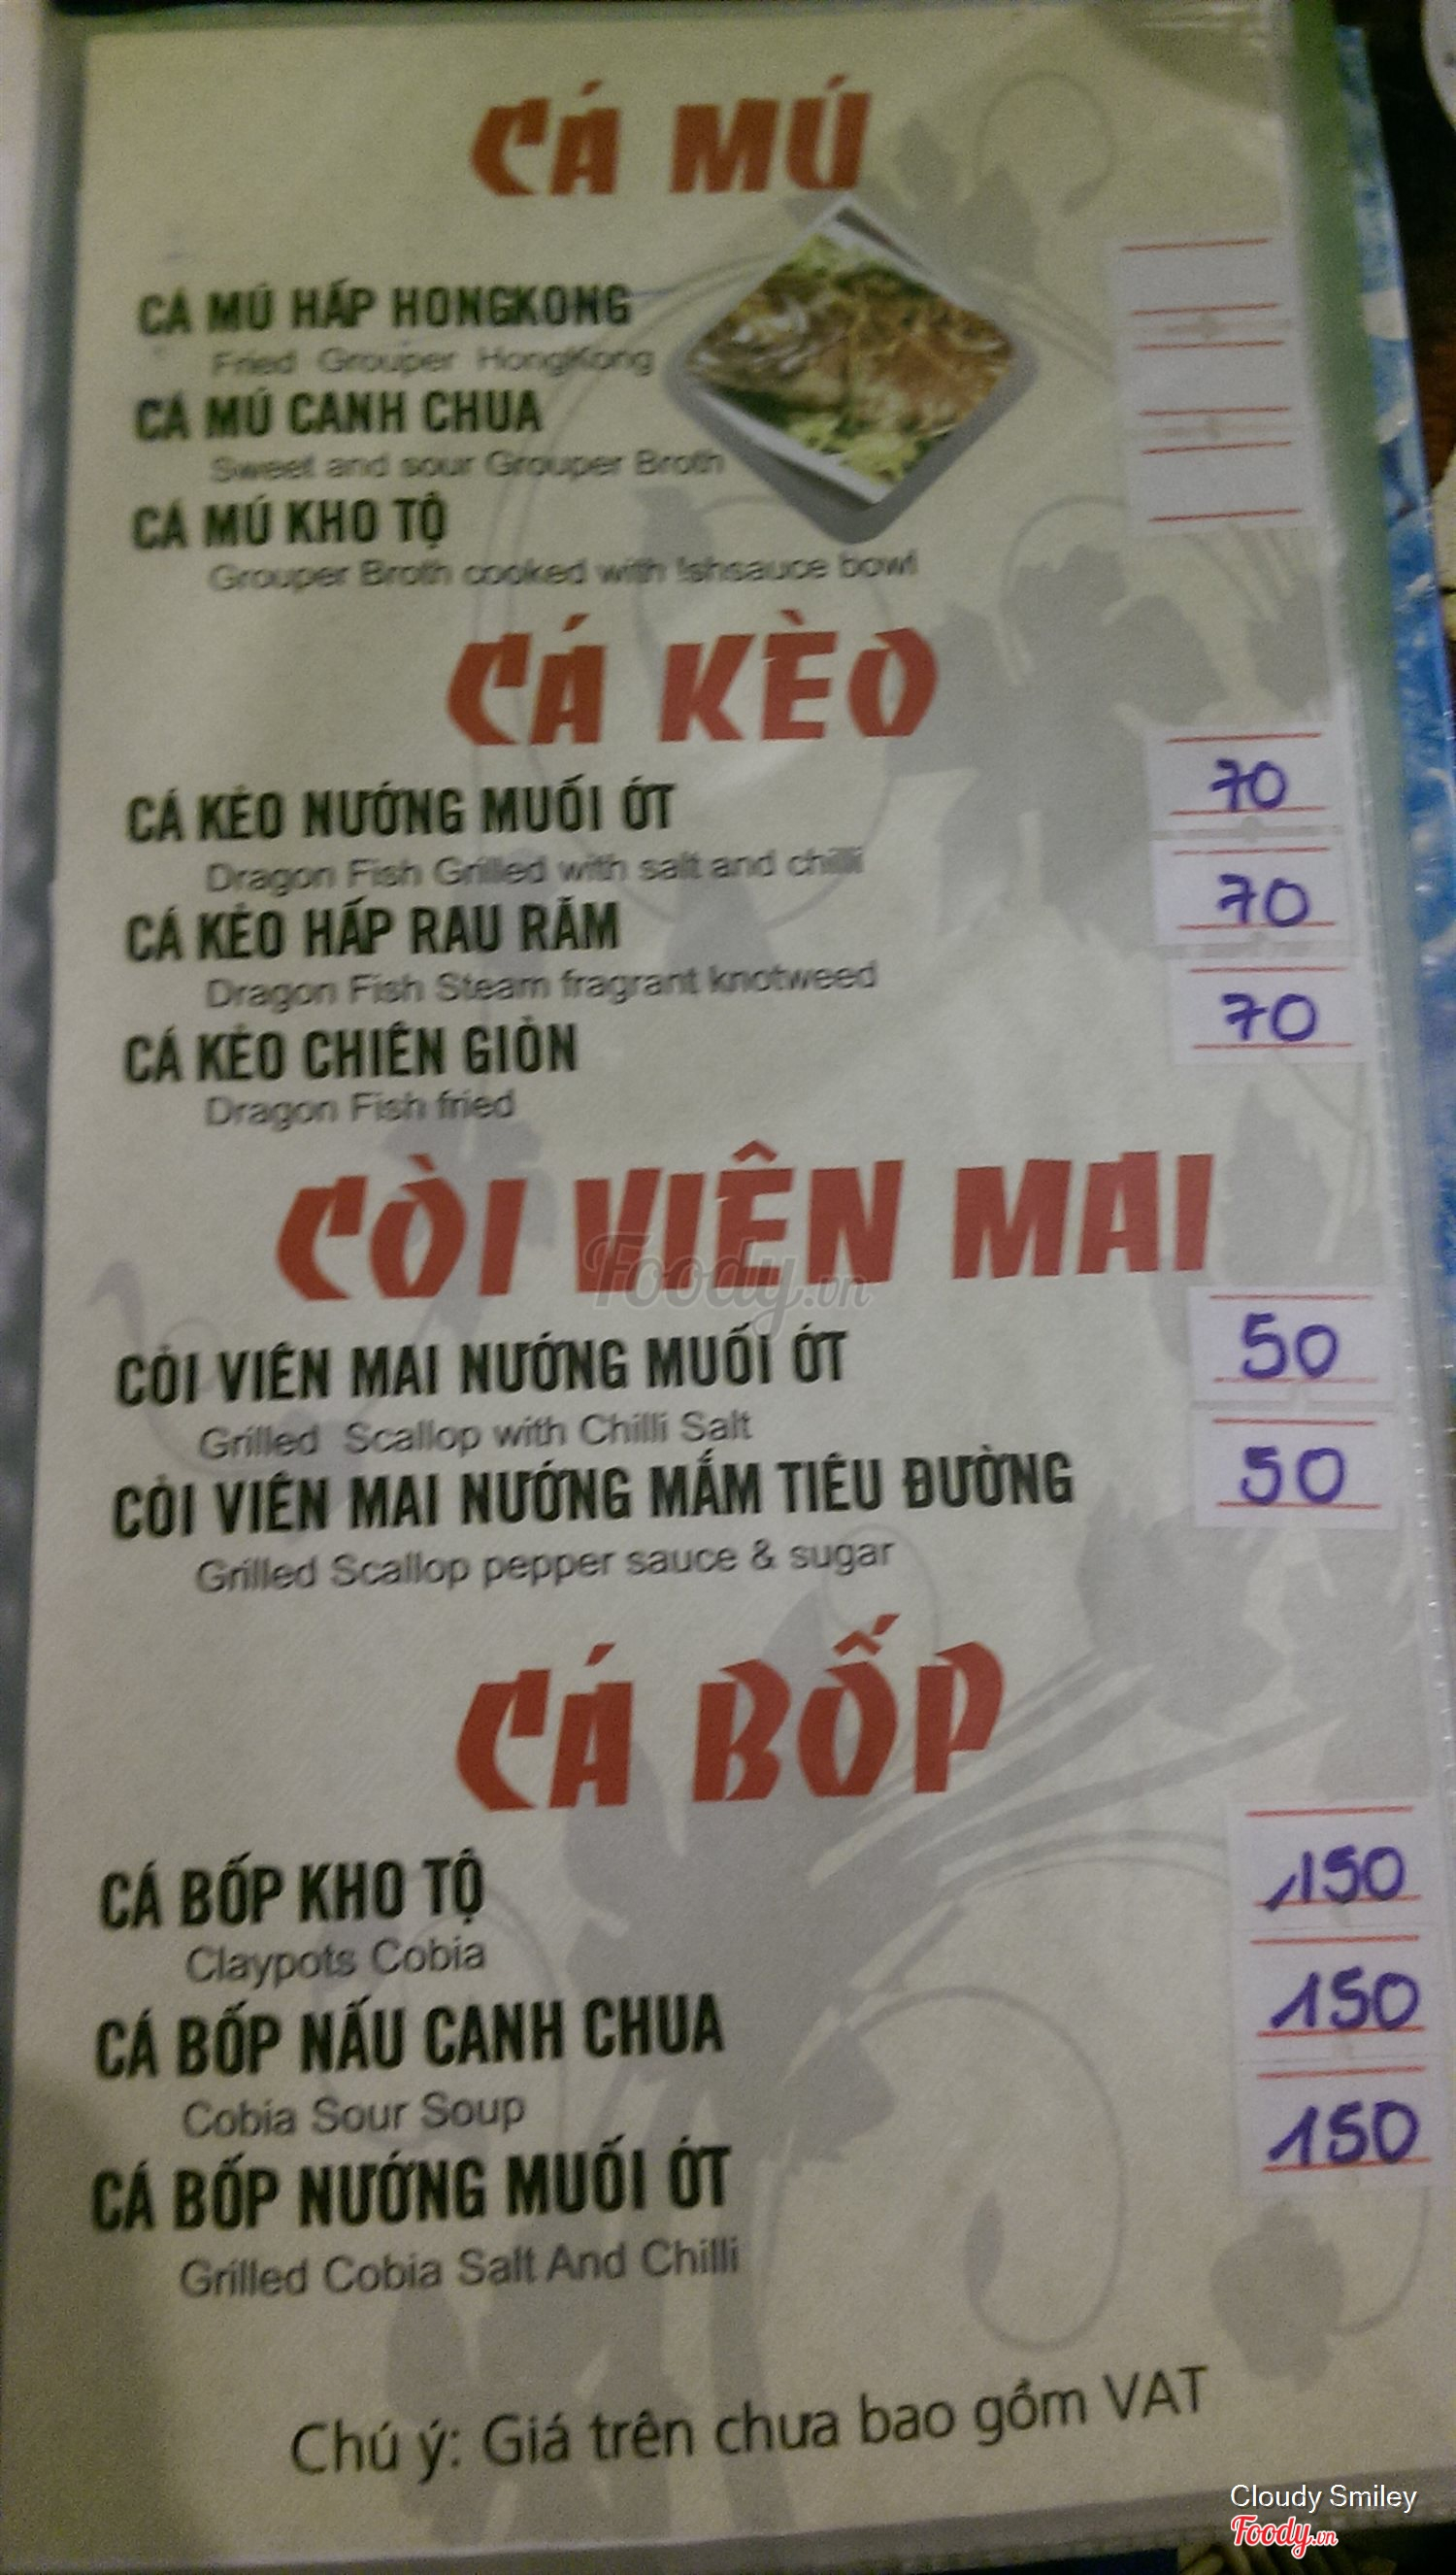 CÁ MÚ
CÁ MÚ HẤP HONGKONG
Fried Grouper HongKong
CÁ MÚ CANH CHUA
Sweet and sour Grouper Broth
CÁ MÚ KHO TỘ
Grouper Broth cooked with !shsauce bowl
CÁ KÈO
CÁ KÈO NƯỚNG MUỐI ỚT 70
Dragon Fish Grilled with salt and chilli
CÁ KÈO HẤP RAU RĂM 70
Dragon Fish Steam fragrant knotweed
CÁ KÈO CHIÊN GIÒN 70
Dragon Fish fried
CÒI VIÊN MAI
Foody.vn
CÒI VIÊN MAI NƯỚNG MUỐI ỚT 50
Grilled Scallop with Chilli Salt
CÒI VIÊN MAI NƯỚNG MẮM TIÊU ĐƯỜNG 50
Grilled Scallop pepper sauce & sugar
CÁ BỐP
CÁ BỐP KHO TỘ 150
Claypots Cobia
CÁ BỐP NẤU CANH CHUA 150
Cobia Sour Soup
CÁ BỐP NƯỚNG MUỐI ỚT 150
Grilled Cobia Salt And Chilli
Chú ý: Giá trên chưa bao gồm VAT
Cloudy Smiley
Foody.vn